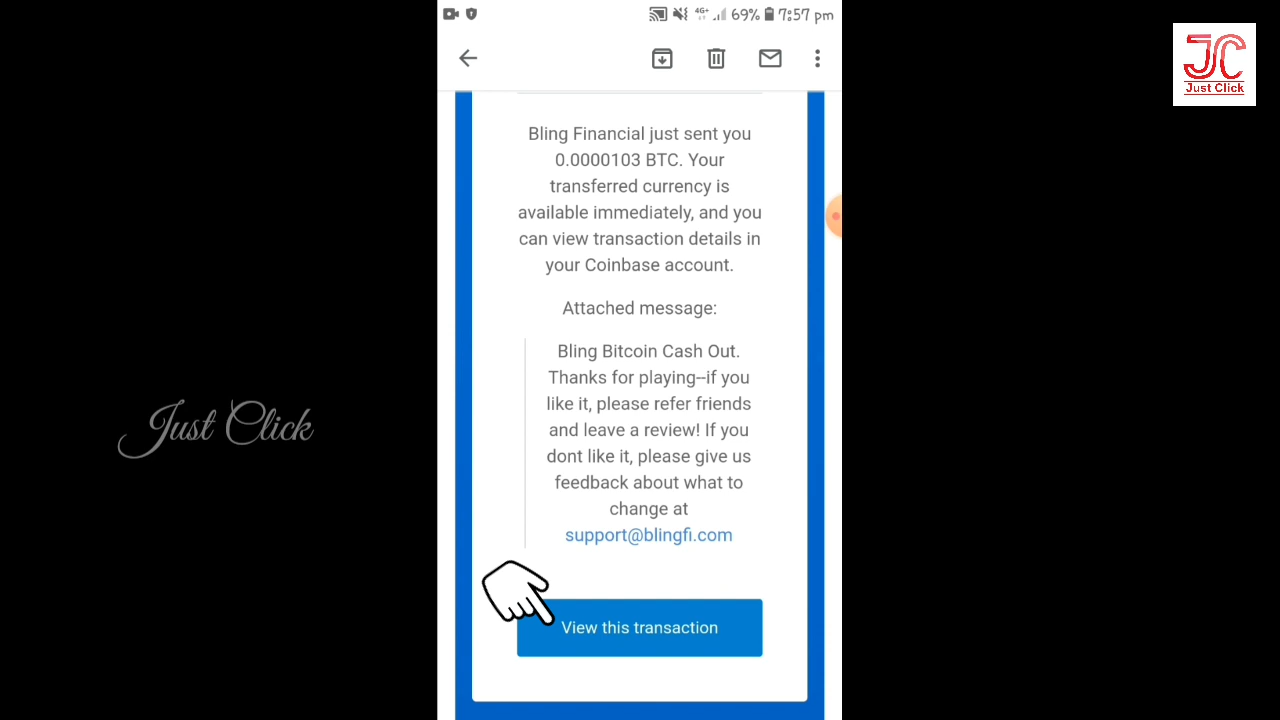 4G+ 69% 7:57 pm
JC
Just Click
Bling Financial just sent you
0.0000103 BTC. Your
transferred currency is
available immediately, and you
can view transaction details in
your Coinbase account.
Attached message:
Bling Bitcoin Cash Out.
Thanks for playing--if you
like it, please refer friends
and leave a review! If you
dont like it, please give us
feedback about what to
change at
support@blingfi.com
Just Click
View this transaction